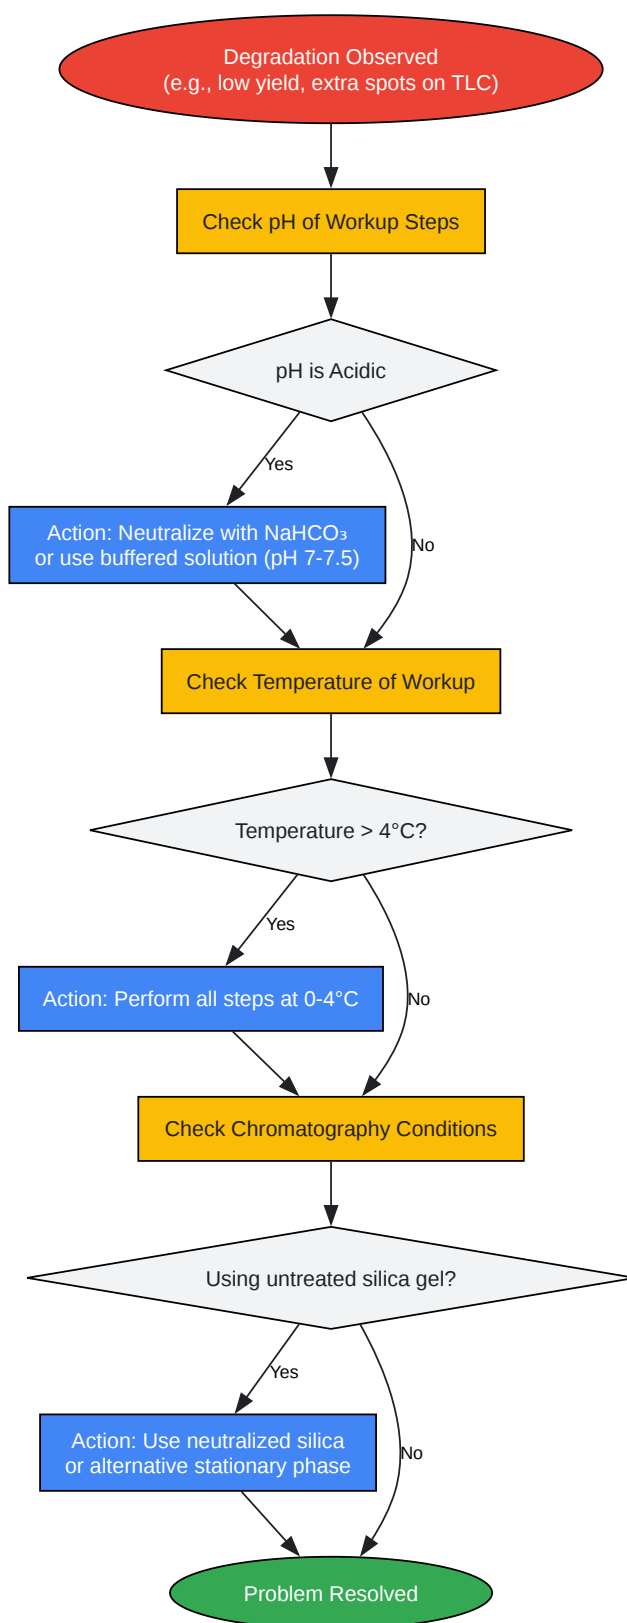 Degradation Observed
(e.g., low yield, extra spots on TLC)
Check pH of Workup Steps
pH is Acidic
Yes
Action: Neutralize with NaHCO₃
or use buffered solution (pH 7-7.5)
No
Check Temperature of Workup
Temperature > 4°C?
Yes
Action: Perform all steps at 0-4°C
No
Check Chromatography Conditions
Using untreated silica gel?
Yes
Action: Use neutralized silica
or alternative stationary phase
No
Problem Resolved